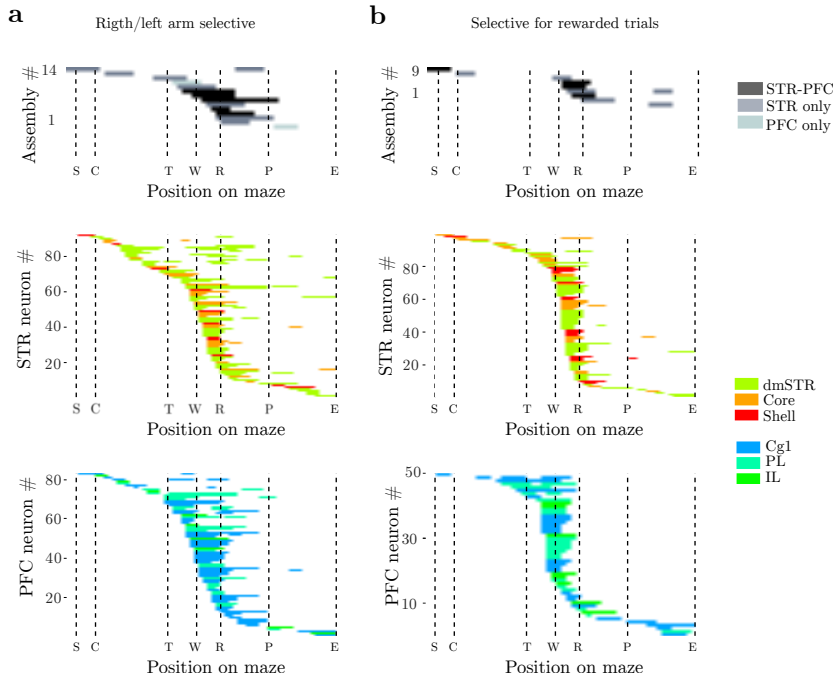 a
Rigth/left arm selective
b
Selective for rewarded trials
Assembly #
14
1
S C T W R P E
Position on maze
Assembly #
9
1
S C T W R P E
Position on maze
STR-PFC
STR only
PFC only
STR neuron #
80
60
40
20
S C T W R P E
Position on maze
STR neuron #
80
60
40
20
S C T W R P E
Position on maze
dmSTR
Core
Shell
Cg1
PL
IL
PFC neuron #
80
60
40
20
S C T W R P E
Position on maze
PFC neuron #
50
30
10
S C T W R P E
Position on maze